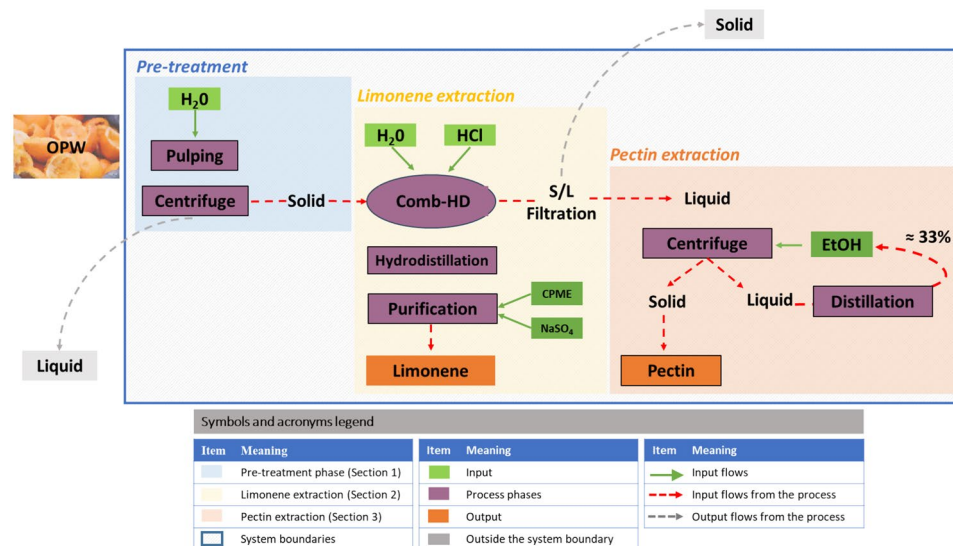 Solid
Pre-treatment
H₂0
OPW
Pulping
Centrifuge
Solid
Liquid
Limonene extraction
H₂0
HCl
Comb-HD
S/L
Filtration
Hydrodistillation
Purification
CPME
NaSO₄
Limonene
Pectin extraction
Liquid
Centrifuge
EtOH
≈ 33%
Solid
Liquid
Distillation
Pectin
Symbols and acronyms legend
Item Meaning
Pre-treatment phase (Section 1)
Limonene extraction (Section 2)
Pectin extraction (Section 3)
System boundaries
Item Meaning
Input
Process phases
Output
Outside the system boundary
Item Meaning
Input flows
Input flows from the process
Output flows from the process